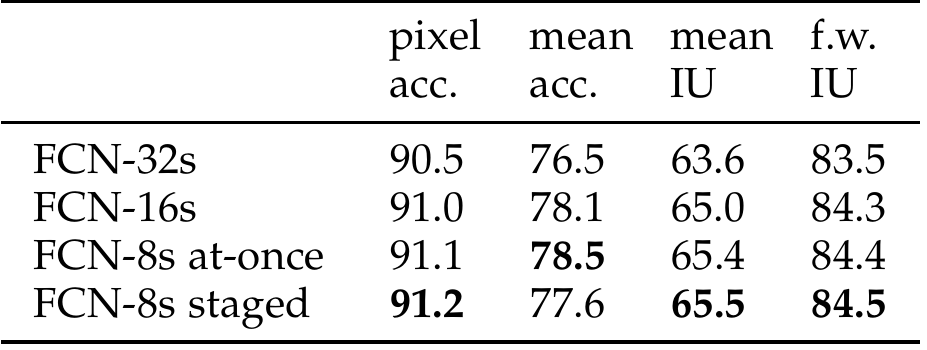 pixel mean mean f.w.
acc. acc. IU IU
FCN-32s 90.5 76.5 63.6 83.5
FCN-16s 91.0 78.1 65.0 84.3
FCN-8s at-once 91.1 78.5 65.4 84.4
FCN-8s staged 91.2 77.6 65.5 84.5